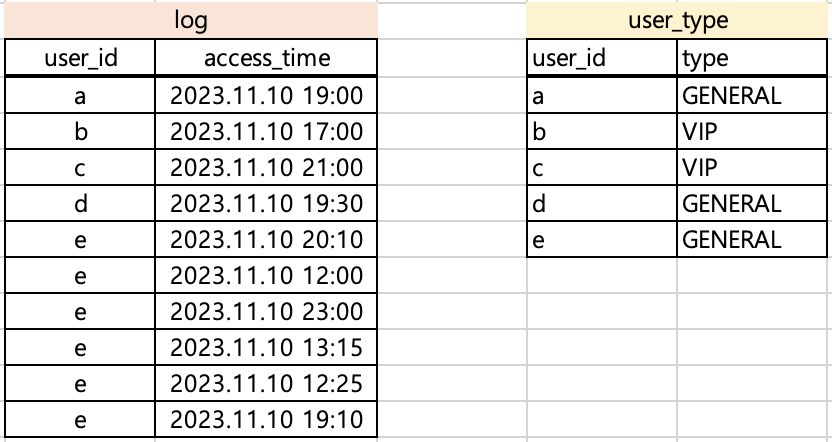 log
user_id access_time
a 2023.11.10 19:00
b 2023.11.10 17:00
c 2023.11.10 21:00
d 2023.11.10 19:30
e 2023.11.10 20:10
e 2023.11.10 12:00
e 2023.11.10 23:00
e 2023.11.10 13:15
e 2023.11.10 12:25
e 2023.11.10 19:10
user_type
user_id type
a GENERAL
b VIP
c VIP
d GENERAL
e GENERAL